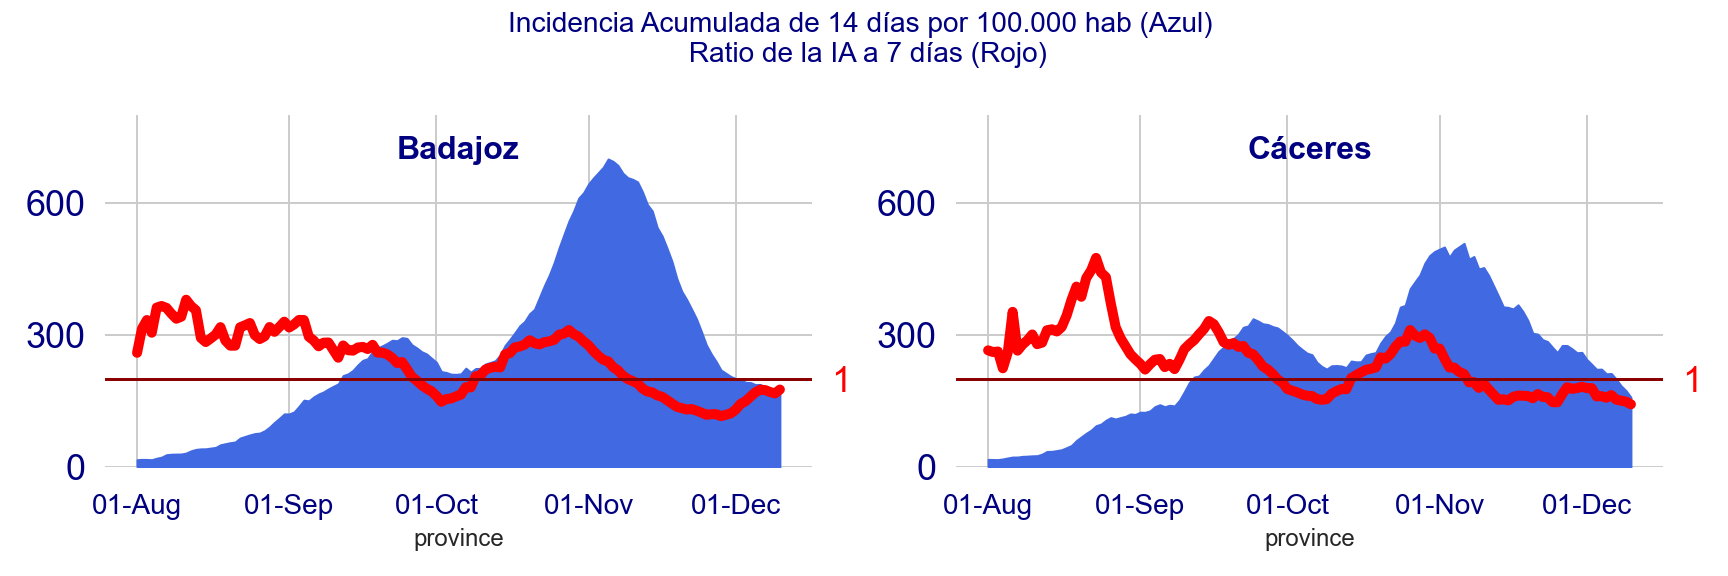 Incidencia Acumulada de 14 días por 100.000 hab (Azul)
Ratio de la IA a 7 días (Rojo)
Badajoz
600
300
0
1
01-Aug 01-Sep 01-Oct 01-Nov 01-Dec
province
Cáceres
600
300
0
1
01-Aug 01-Sep 01-Oct 01-Nov 01-Dec
province